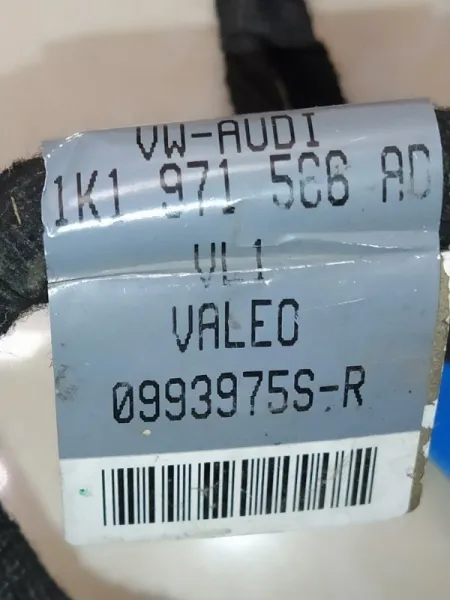 VW-AUDI
1K1 971 566 AD
VL1
VALEO
0993975S-R